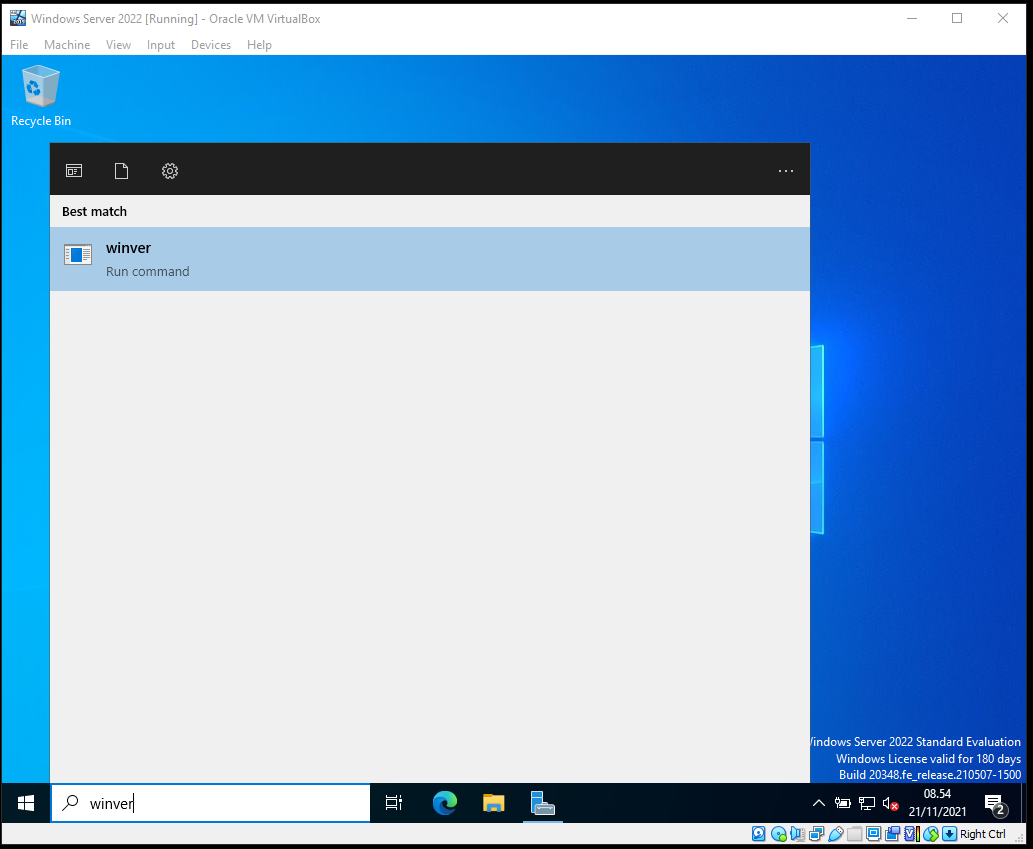 Windows Server 2022 [Running] - Oracle VM VirtualBox
File Machine View Input Devices Help
Recycle Bin
Best match
winver
Run command
indows Server 2022 Standard Evaluation
Windows License valid for 180 days
Build 20348.fe_release.210507-1500
winver
08.54
21/11/2021
2
Right Ctrl